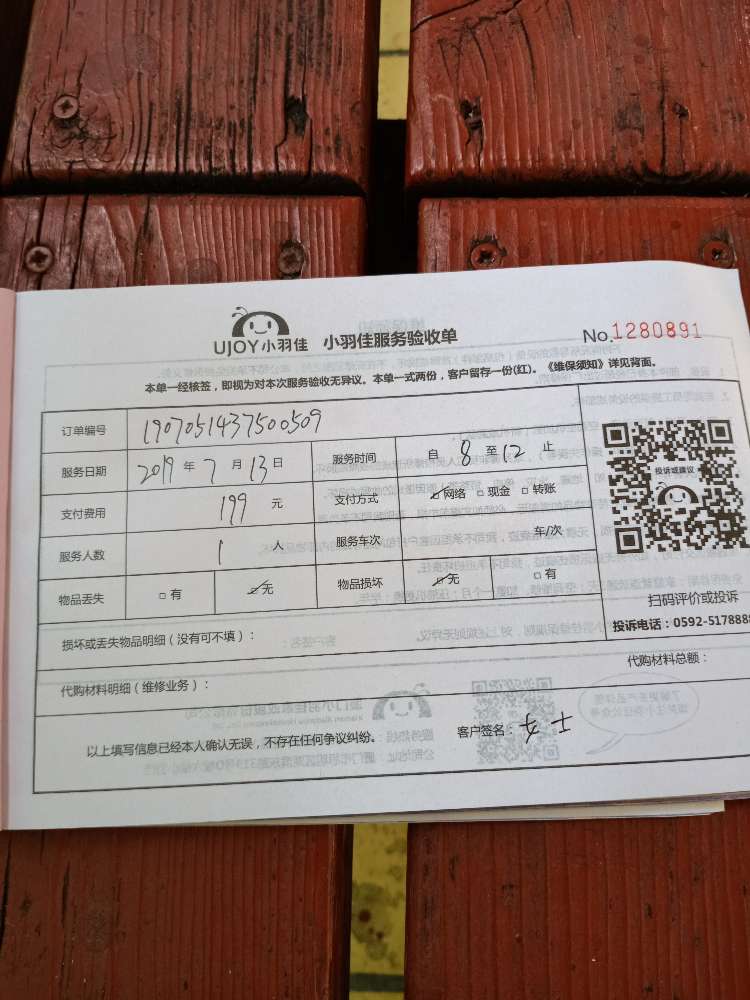 UJOY小羽佳 小羽佳服务验收单 No.1280891
本单一经核签，即视为对本次服务验收无异议。本单一式两份，客户留存一份(红)。《维保须知》详见背面。
订单编号 1907051437500509
服务日期 2019 年 7 月 13 日 服务时间 自 8 至 12 止
支付费用 199 元 支付方式 ☑网络 □现金 □转账
服务人数 1 人 服务车次 车/次
物品丢失 □有 ☑无 物品损坏 ☑无 □有
投诉或建议
扫码评价或投诉
投诉电话：0592-517888
损坏或丢失物品明细（没有可不填）：
代购材料明细（维修业务）： 代购材料总额：
以上填写信息已经本人确认无误，不存在任何争议纠纷。 客户签名：女士